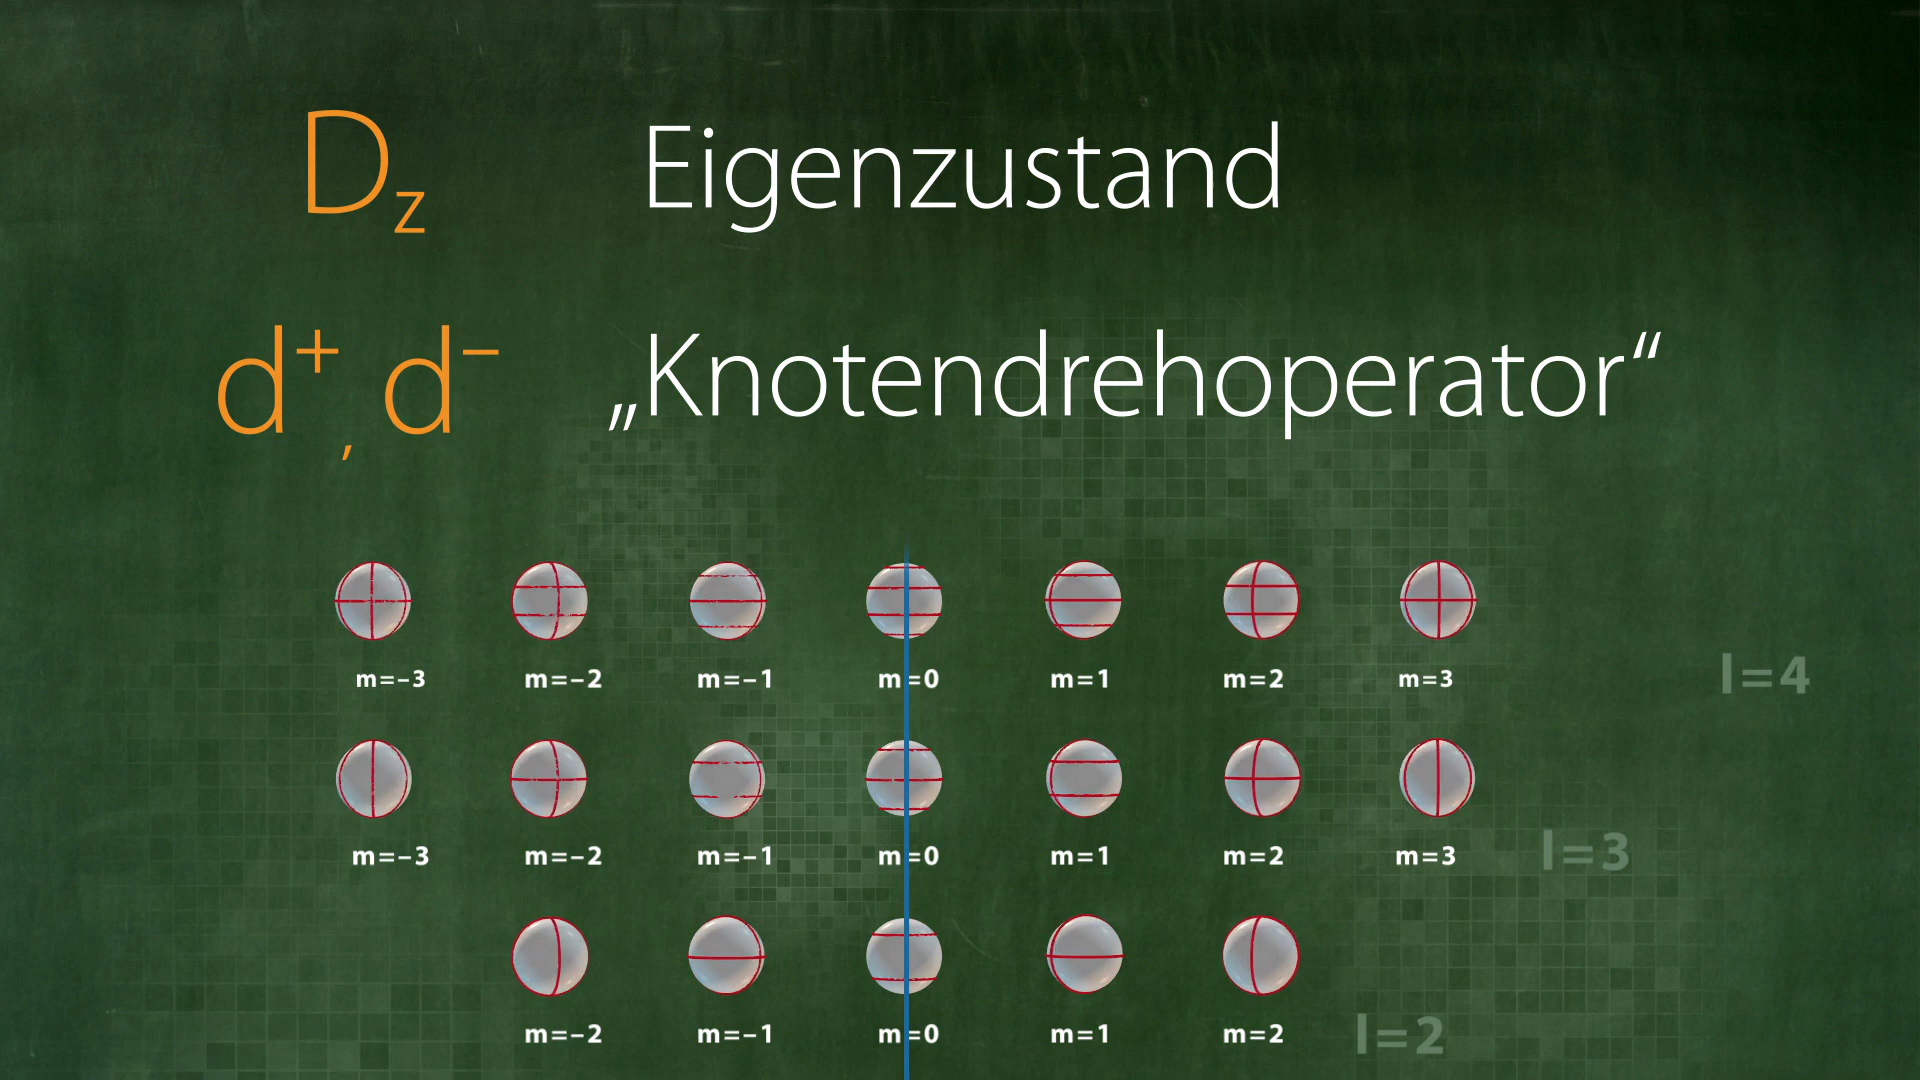 Dz Eigenzustand
d⁺, d⁻ „Knotendrehoperator“
m=–3 m=–2 m=–1 m=0 m=1 m=2 m=3 l=4
m=–3 m=–2 m=–1 m=0 m=1 m=2 m=3 l=3
m=–2 m=–1 m=0 m=1 m=2 l=2